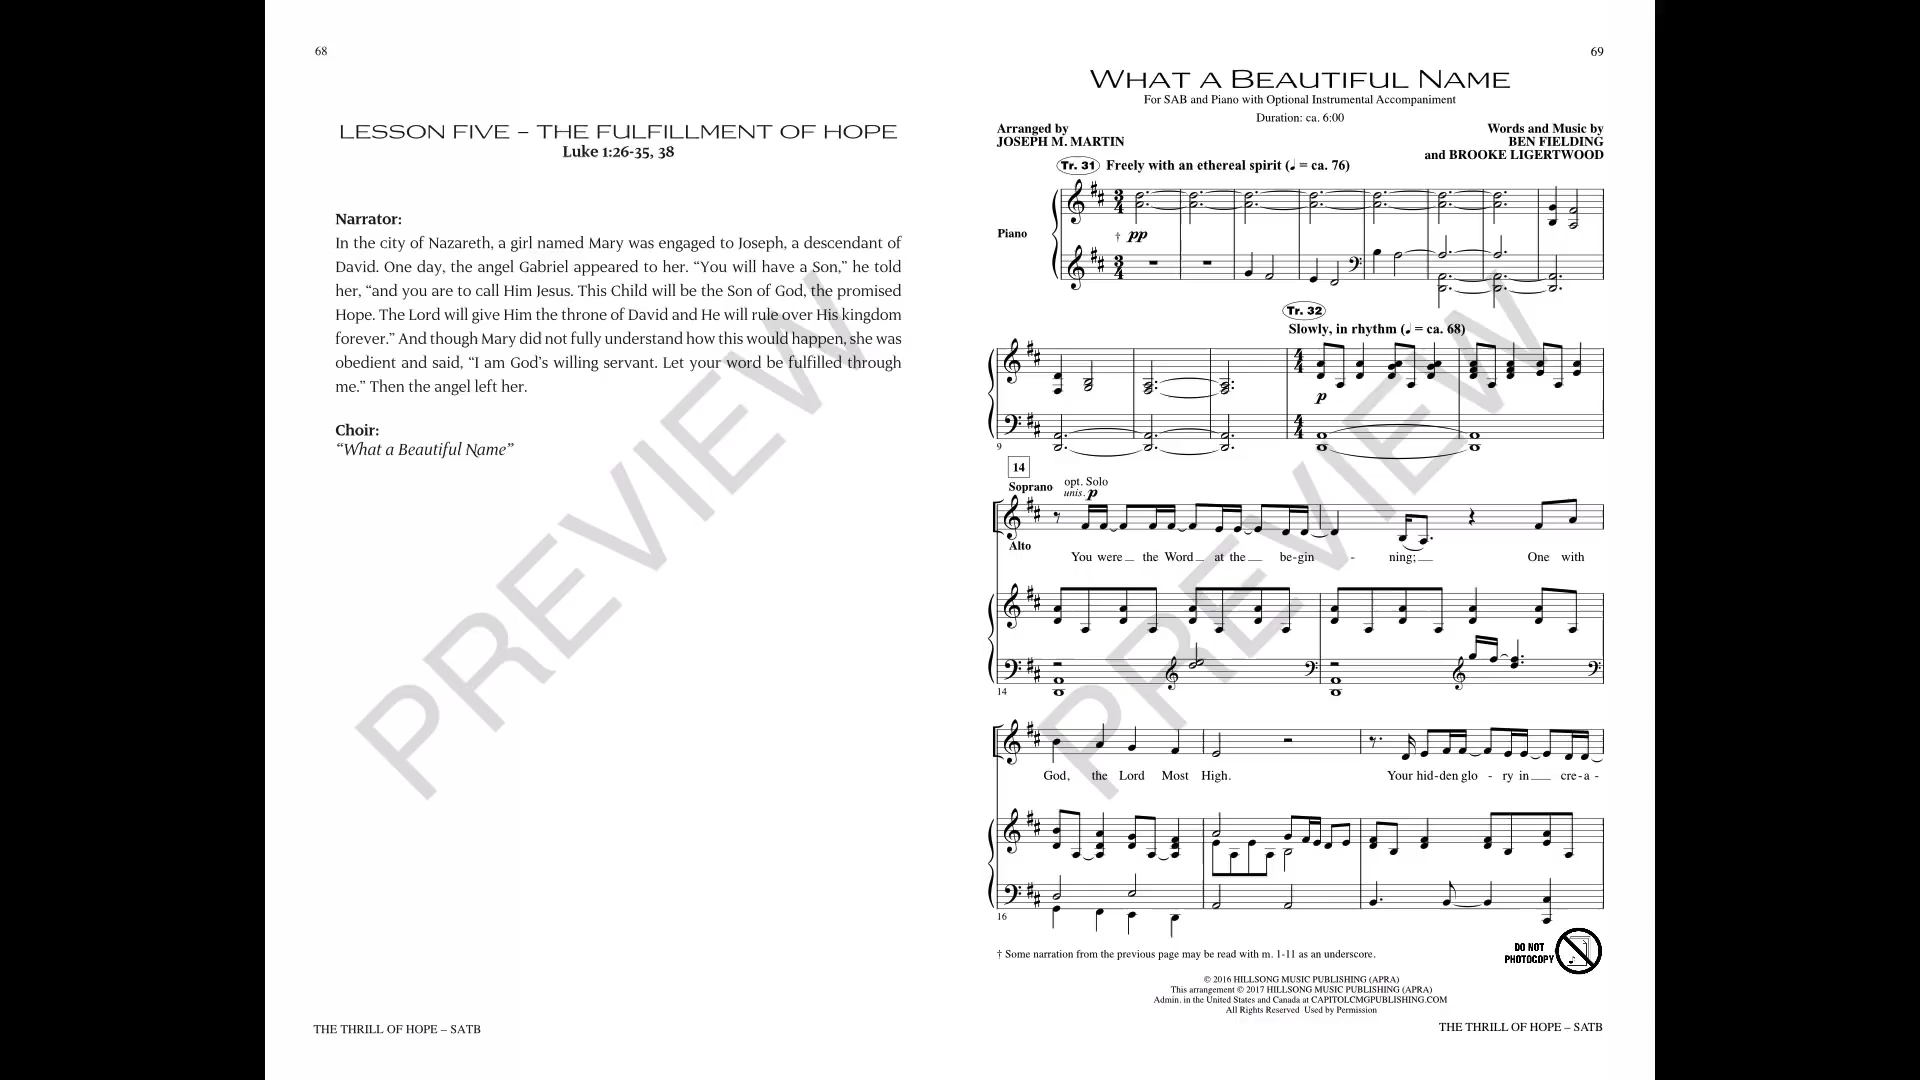 68
LESSON FIVE – THE FULFILLMENT OF HOPE
Luke 1:26-35, 38
Narrator:
In the city of Nazareth, a girl named Mary was engaged to Joseph, a descendant of
David. One day, the angel Gabriel appeared to her. “You will have a Son,” he told
her, “and you are to call Him Jesus. This Child will be the Son of God, the promised
Hope. The Lord will give Him the throne of David and He will rule over His kingdom
forever.” And though Mary did not fully understand how this would happen, she was
obedient and said, “I am God’s willing servant. Let your word be fulfilled through
me.” Then the angel left her.
Choir:
“What a Beautiful Name”
PREVIEW
THE THRILL OF HOPE – SATB
69
WHAT A BEAUTIFUL NAME
For SAB and Piano with Optional Instrumental Accompaniment
Duration: ca. 6:00
Arranged by
JOSEPH M. MARTIN
Words and Music by
BEN FIELDING
and BROOKE LIGERTWOOD
Tr. 31 Freely with an ethereal spirit (♩ = ca. 76)
3 4
Piano
† pp
3 4
Tr. 32
Slowly, in rhythm (♩ = ca. 68)
4 4
p
4 4
9
14
Soprano opt. Solo
unis. p
Alto
You were the Word at the be-gin - ning; One with
14
God, the Lord Most High. Your hid-den glo - ry in cre-a -
16
† Some narration from the previous page may be read with m. 1-11 as an underscore.
DO NOT
PHOTOCOPY
© 2016 HILLSONG MUSIC PUBLISHING (APRA)
This arrangement © 2017 HILLSONG MUSIC PUBLISHING (APRA)
Admin. in the United States and Canada at CAPITOLCMGPUBLISHING.COM
All Rights Reserved Used by Permission
PREVIEW
THE THRILL OF HOPE – SATB